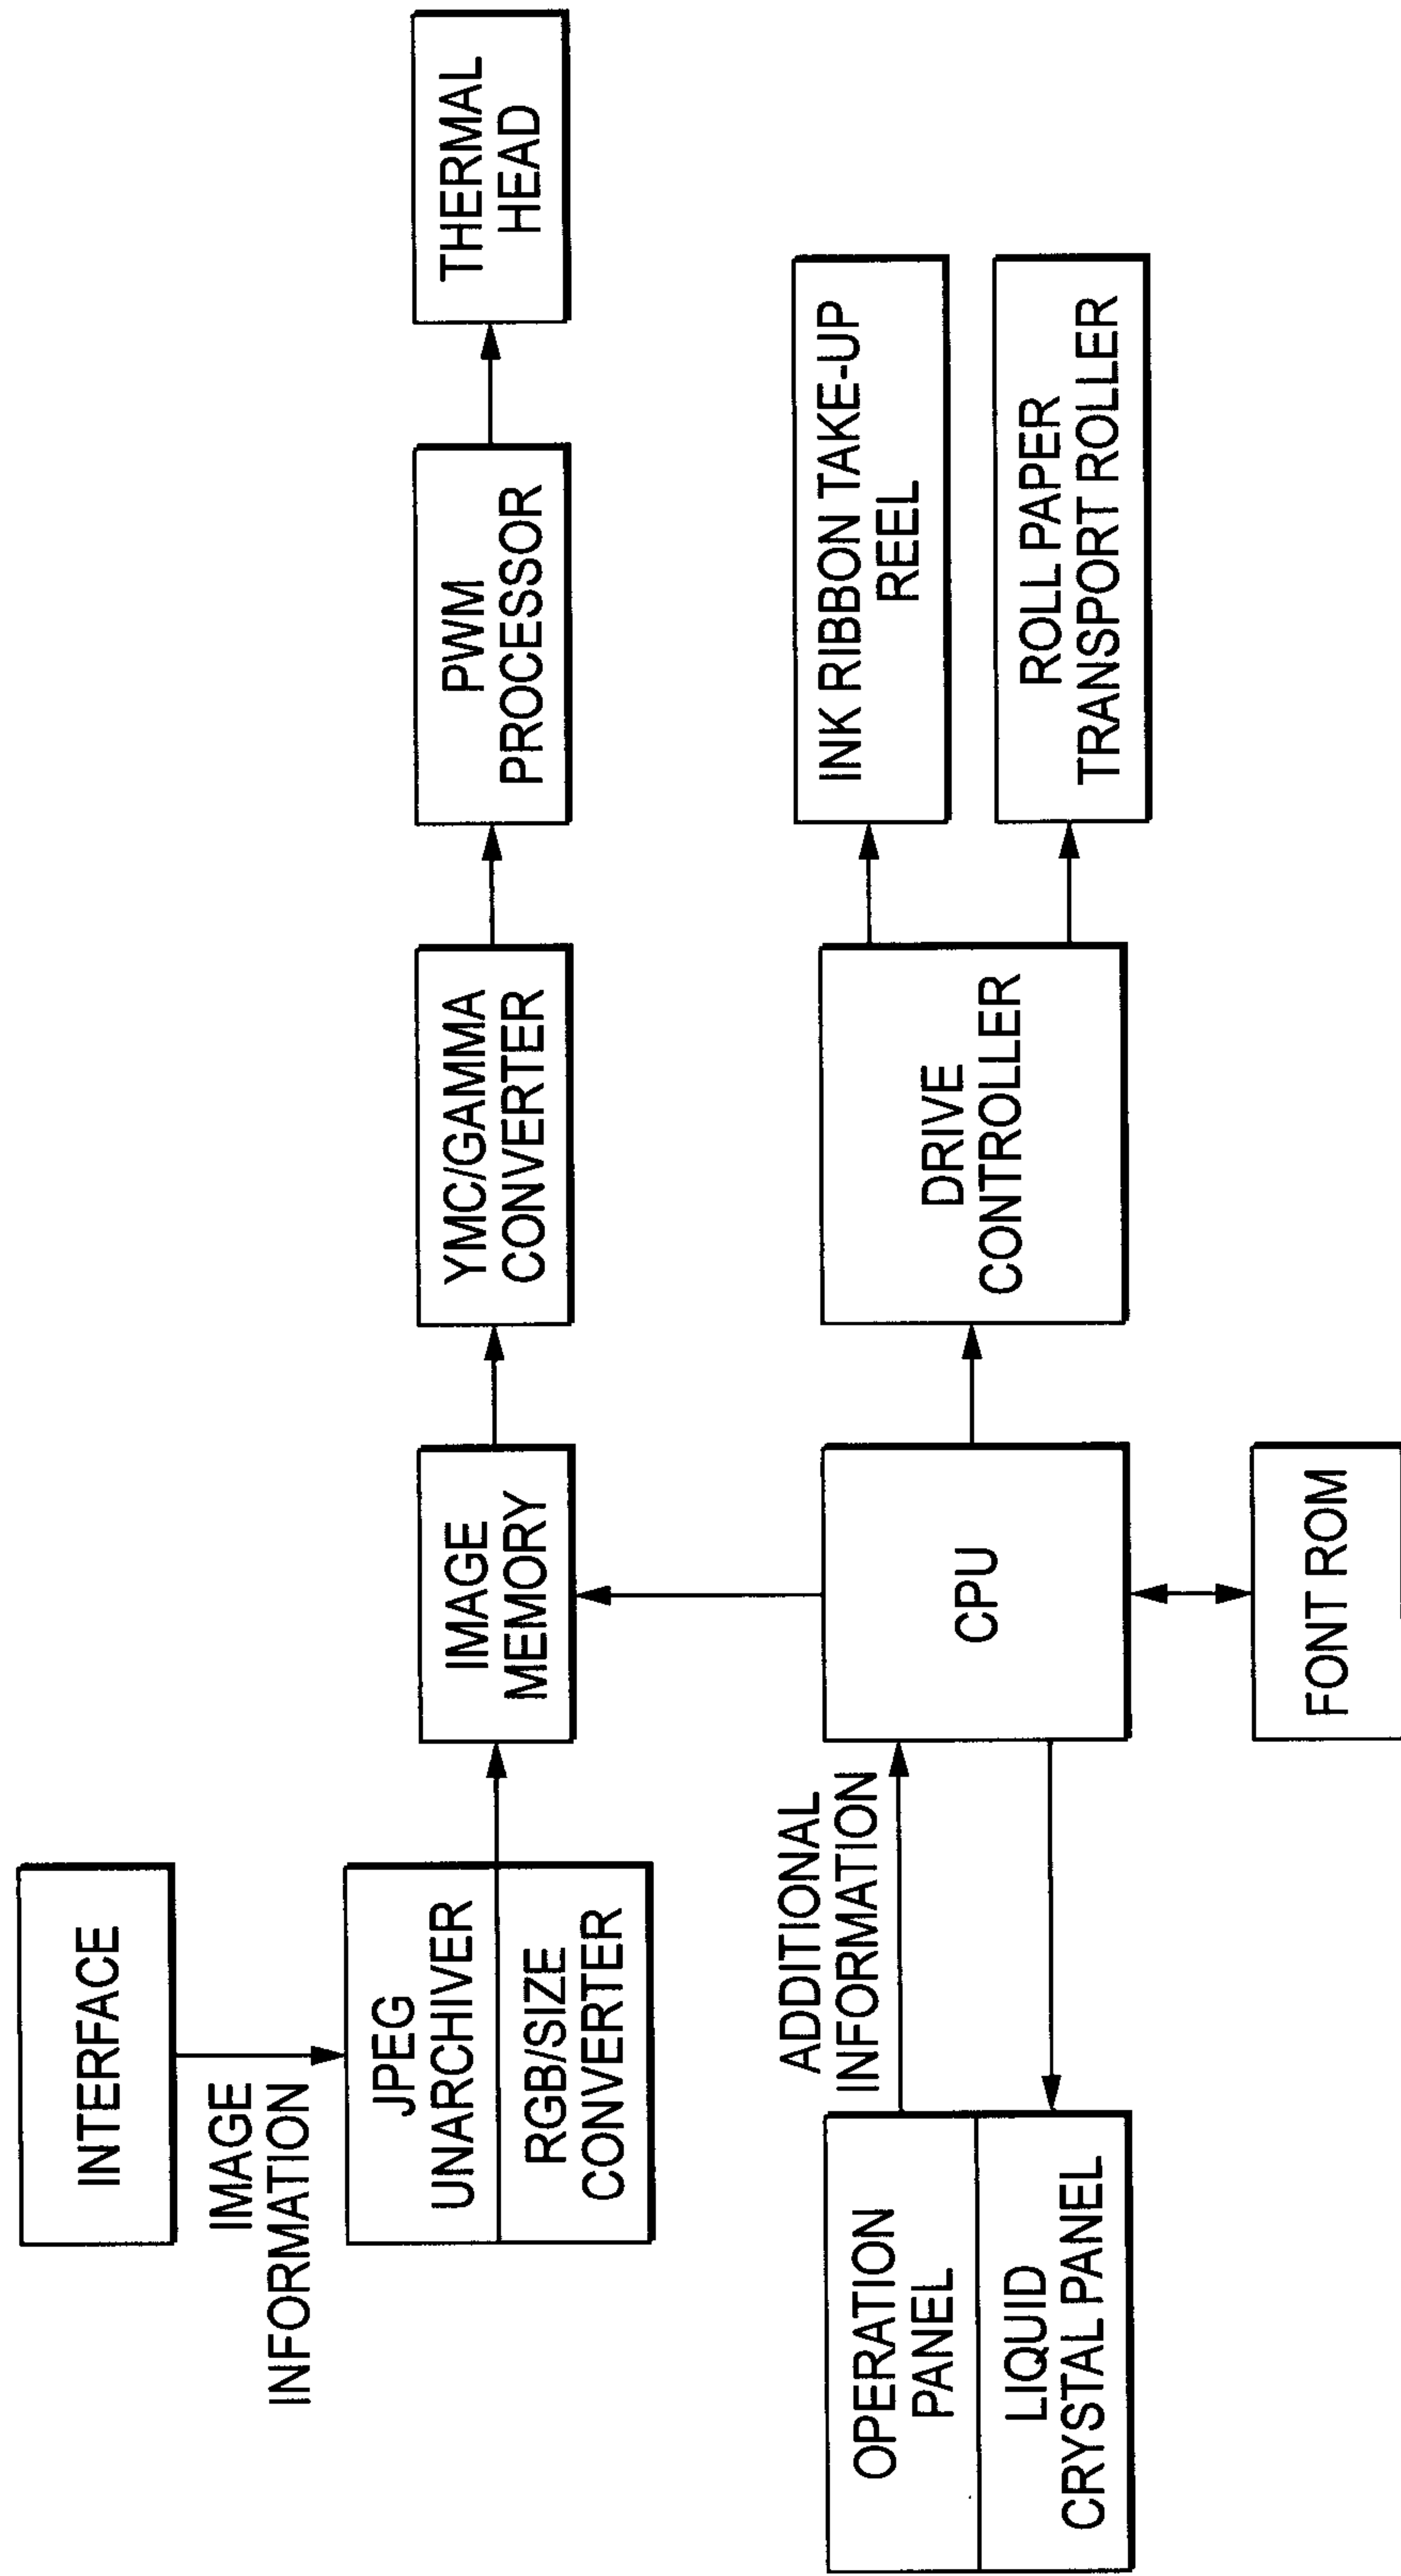 INTERFACE
IMAGE
INFORMATION
JPEG
UNARCHIVER
RGB/SIZE
CONVERTER
IMAGE
MEMORY
YMC/GAMMA
CONVERTER
PWM
PROCESSOR
THERMAL
HEAD
OPERATION
PANEL
LIQUID
CRYSTAL PANEL
ADDITIONAL
INFORMATION
CPU
FONT ROM
DRIVE
CONTROLLER
INK RIBBON TAKE-UP
REEL
ROLL PAPER
TRANSPORT ROLLER